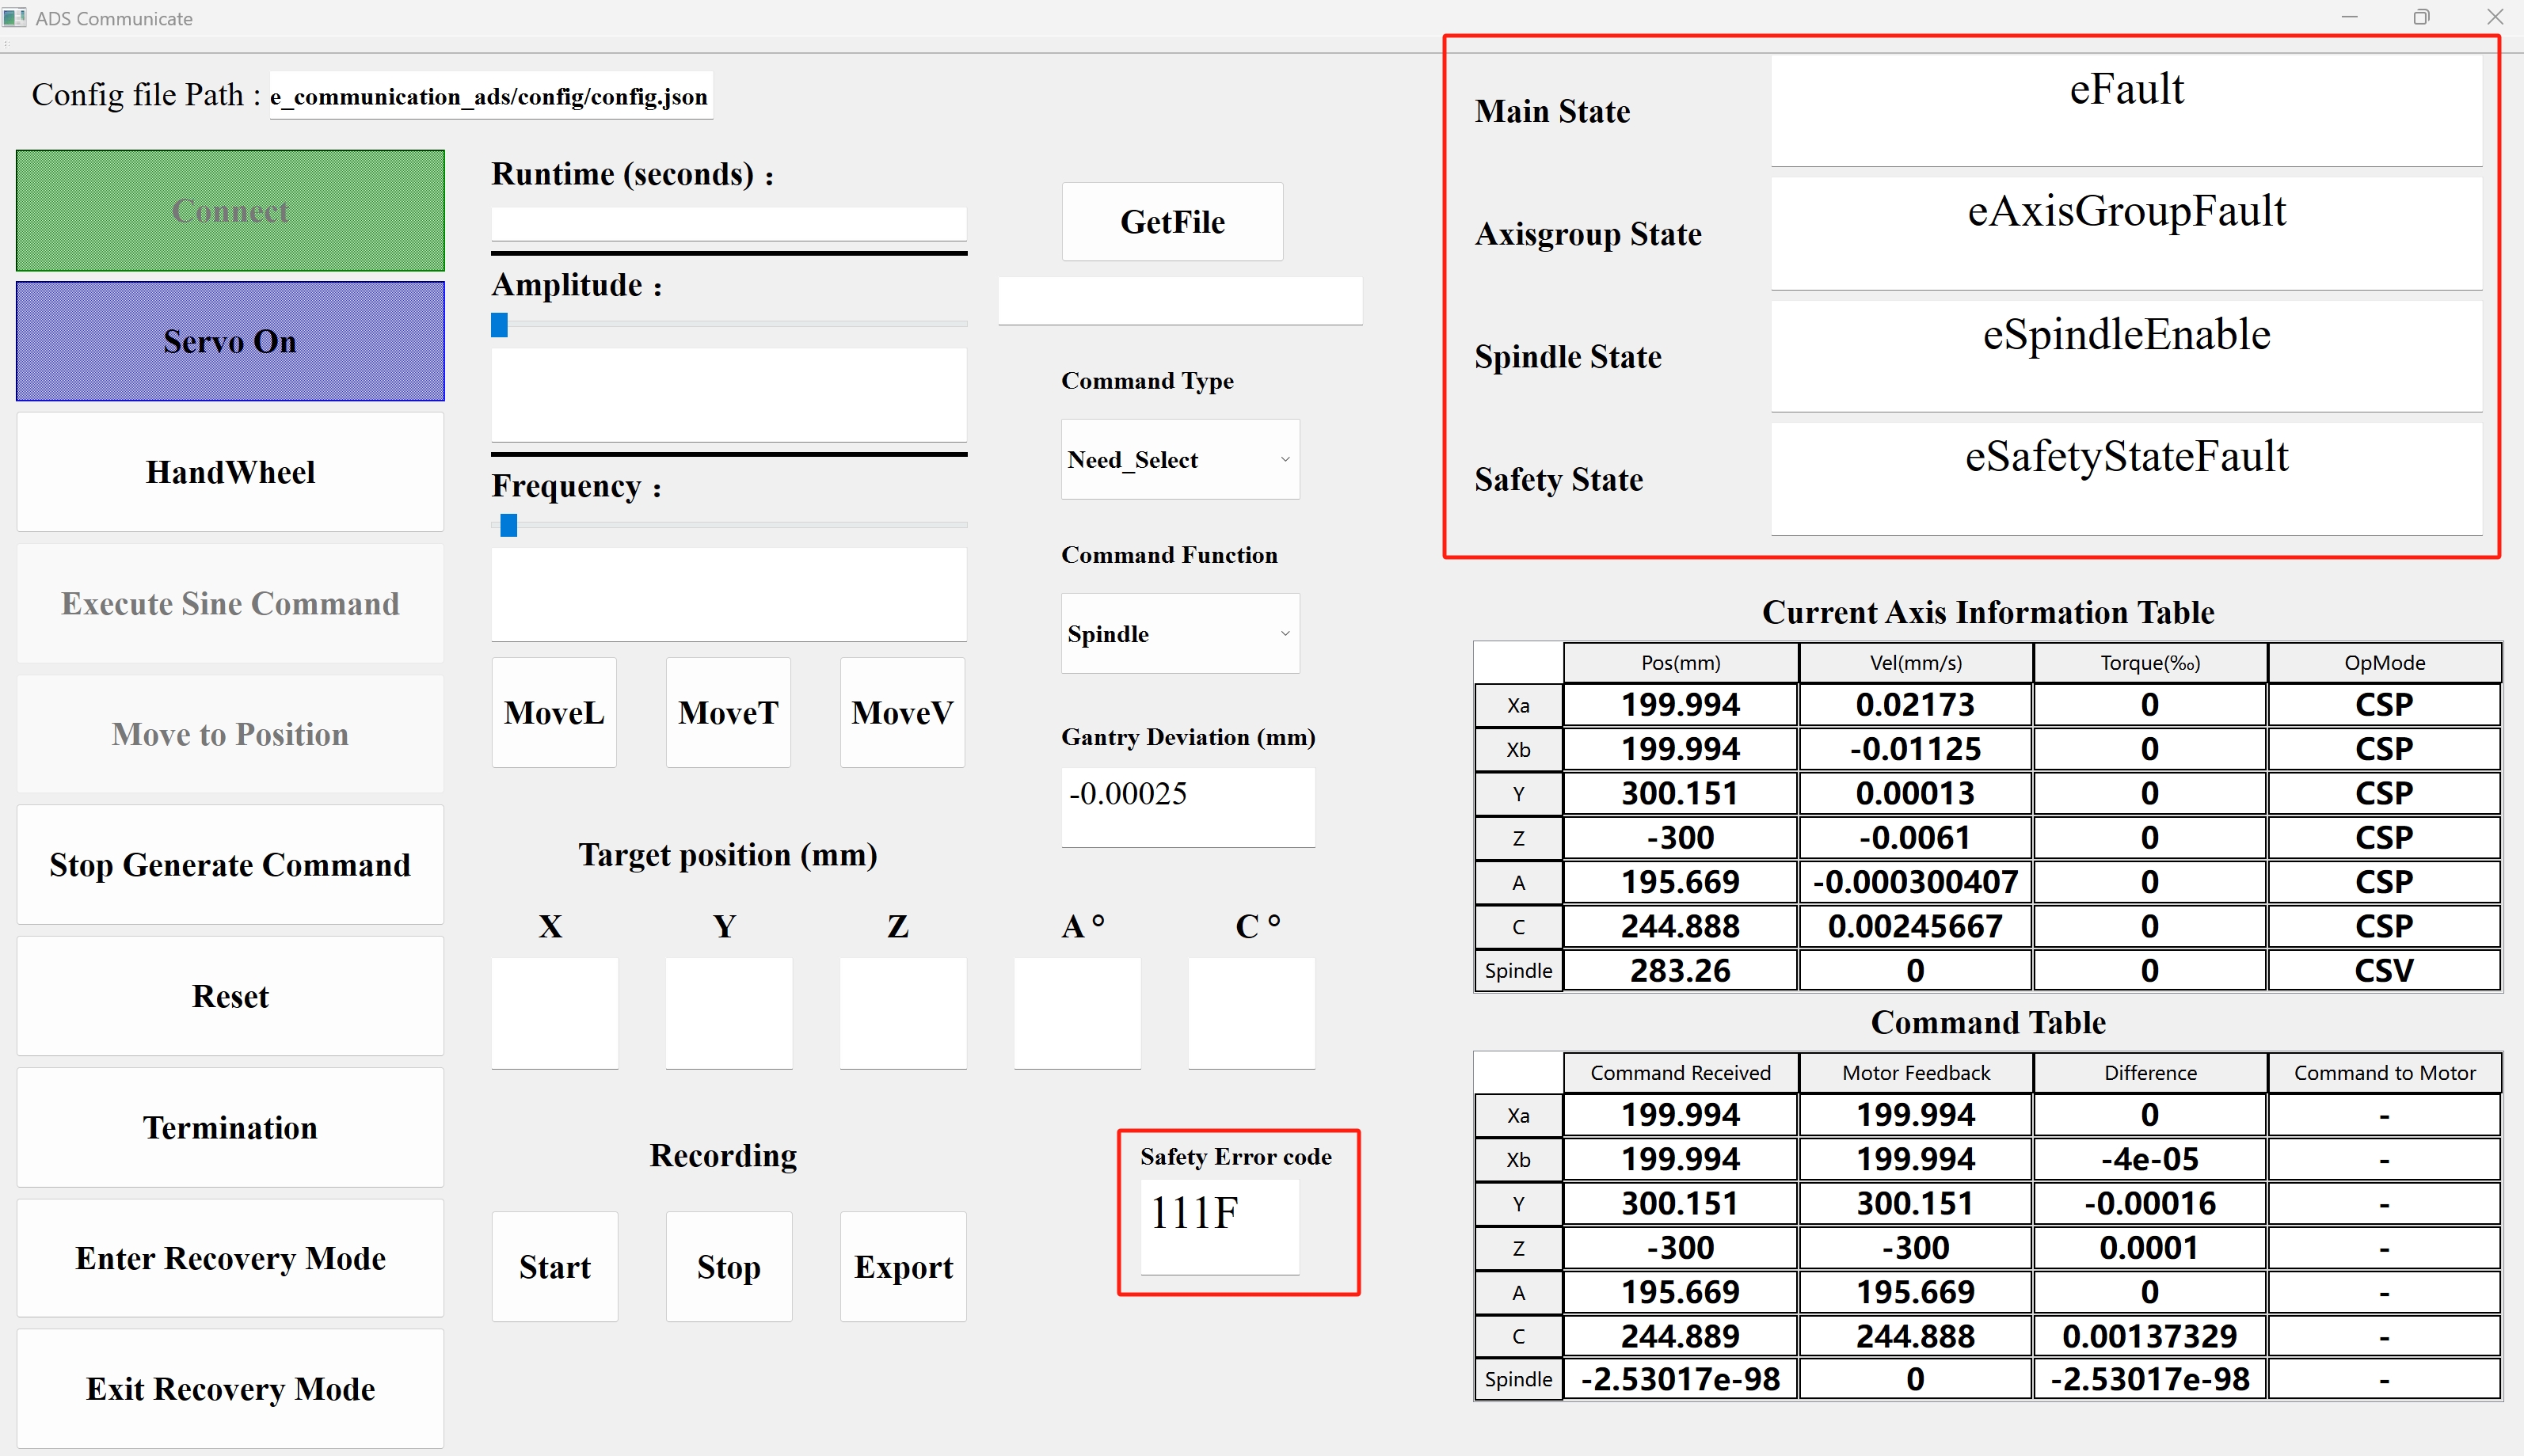 ADS Communicate
Config file Path : e_communication_ads/config/config.json
Connect
Servo On
HandWheel
Execute Sine Command
Move to Position
Stop Generate Command
Reset
Termination
Enter Recovery Mode
Exit Recovery Mode
Runtime (seconds)：
Amplitude：
Frequency：
MoveL MoveT MoveV
Target position (mm)
X Y Z A° C°
Recording
Start Stop Export
GetFile
Command Type
Need_Select
Command Function
Spindle
Gantry Deviation (mm)
-0.00025
Safety Error code
111F
Main State eFault
Axisgroup State eAxisGroupFault
Spindle State eSpindleEnable
Safety State eSafetyStateFault
Current Axis Information Table
Pos(mm) Vel(mm/s) Torque(‰) OpMode
Xa 199.994 0.02173 0 CSP
Xb 199.994 -0.01125 0 CSP
Y 300.151 0.00013 0 CSP
Z -300 -0.0061 0 CSP
A 195.669 -0.000300407 0 CSP
C 244.888 0.00245667 0 CSP
Spindle 283.26 0 0 CSV
Command Table
Command Received Motor Feedback Difference Command to Motor
Xa 199.994 199.994 0 -
Xb 199.994 199.994 -4e-05 -
Y 300.151 300.151 -0.00016 -
Z -300 -300 0.0001 -
A 195.669 195.669 0 -
C 244.889 244.888 0.00137329 -
Spindle -2.53017e-98 0 -2.53017e-98 -